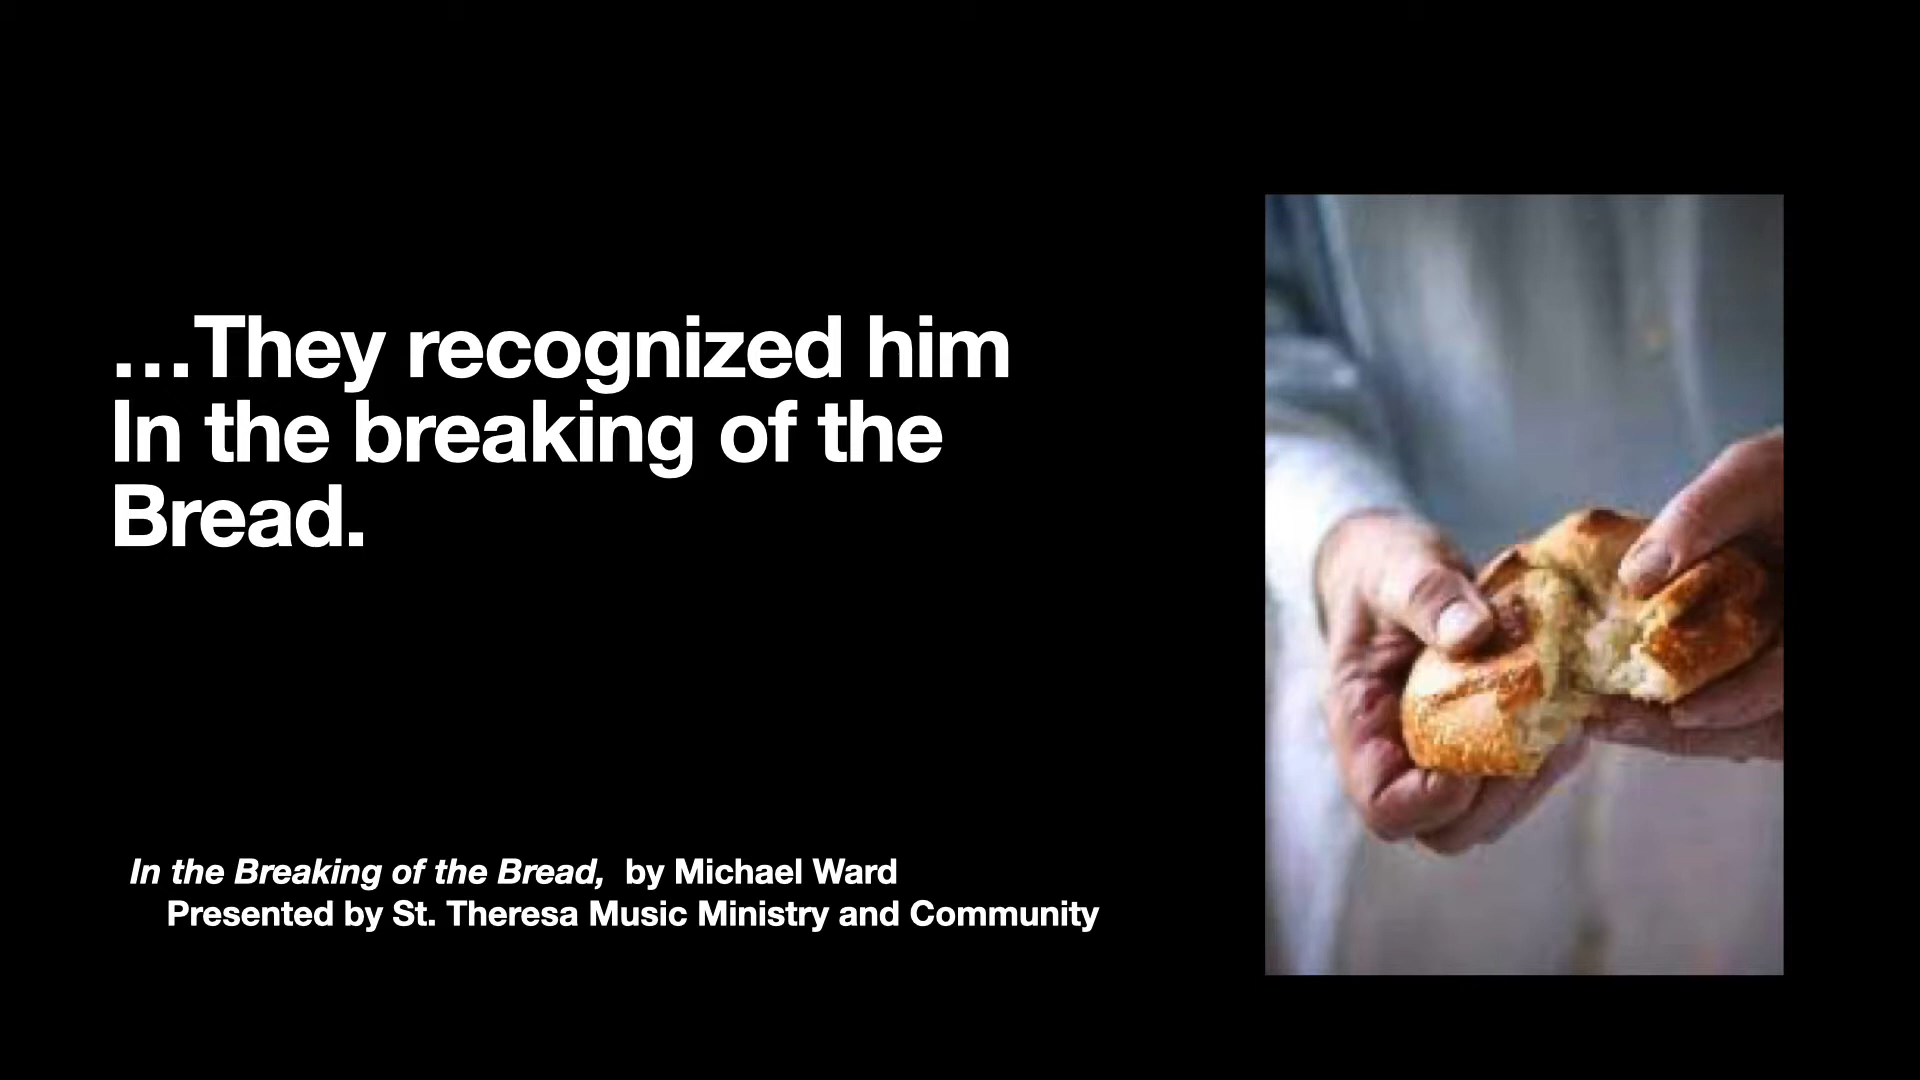 …They recognized him
In the breaking of the
Bread.
In the Breaking of the Bread,  by Michael Ward
Presented by St. Theresa Music Ministry and Community